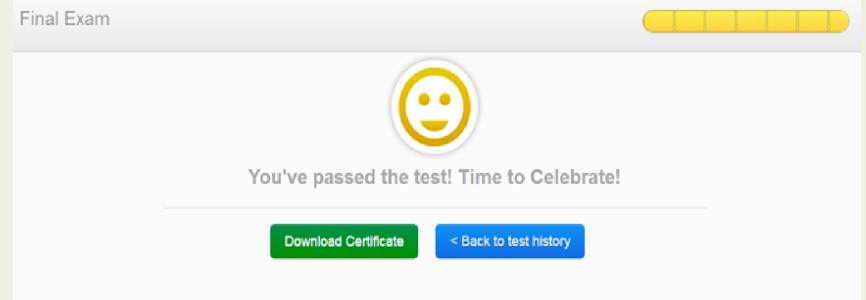 Final Exam
You've passed the test! Time to Celebrate!
Download Certificate
< Back to test history